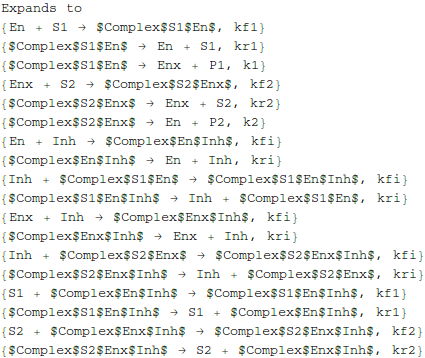 Expands to
{En + S1 → $Complex$S1$En$, kf1}
{$Complex$S1$En$ → En + S1, kr1}
{$Complex$S1$En$ → Enx + P1, k1}
{Enx + S2 → $Complex$S2$Enx$, kf2}
{$Complex$S2$Enx$ → Enx + S2, kr2}
{$Complex$S2$Enx$ → En + P2, k2}
{En + Inh → $Complex$En$Inh$, kfi}
{$Complex$En$Inh$ → En + Inh, kri}
{Inh + $Complex$S1$En$ → $Complex$S1$En$Inh$, kfi}
{$Complex$S1$En$Inh$ → Inh + $Complex$S1$En$, kri}
{Enx + Inh → $Complex$Enx$Inh$, kfi}
{$Complex$Enx$Inh$ → Enx + Inh, kri}
{Inh + $Complex$S2$Enx$ → $Complex$S2$Enx$Inh$, kfi}
{$Complex$S2$Enx$Inh$ → Inh + $Complex$S2$Enx$, kri}
{S1 + $Complex$En$Inh$ → $Complex$S1$En$Inh$, kf1}
{$Complex$S1$En$Inh$ → S1 + $Complex$En$Inh$, kr1}
{S2 + $Complex$Enx$Inh$ → $Complex$S2$Enx$Inh$, kf2}
{$Complex$S2$Enx$Inh$ → S2 + $Complex$Enx$Inh$, kr2}